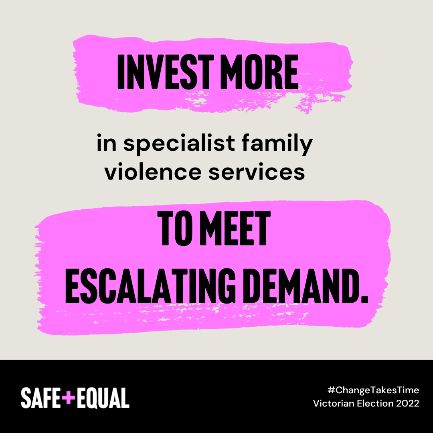 INVEST MORE
in specialist family
violence services
TO MEET
ESCALATING DEMAND.
SAFE+EQUAL
#ChangeTakesTime
Victorian Election 2022